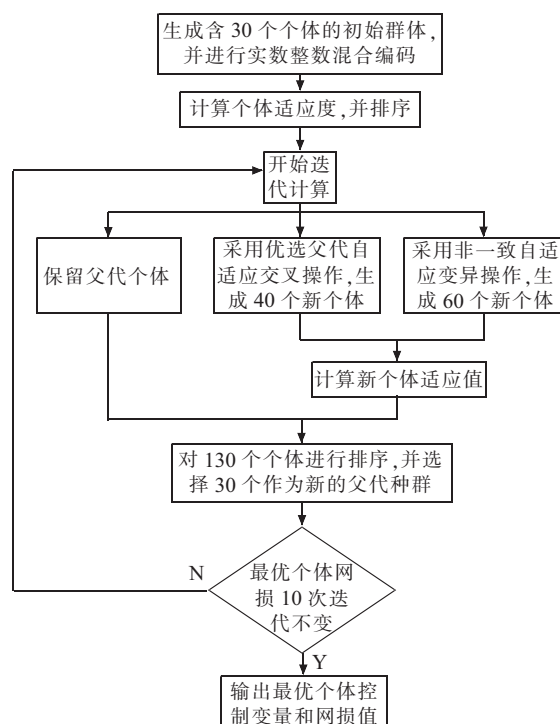 生成含 30 个个体的初始群体,
并进行实数整数混合编码
计算个体适应度,并排序
开始迭
代计算
保留父代个体
采用优选父代自
适应交叉操作,生
成 40 个新个体
采用非一致自适
应变异操作,生
成 60 个新个体
计算新个体适应值
对 130 个个体进行排序,并选
择 30 个作为新的父代种群
N
最优个体网
损 10 次迭
代不变
Y
输出最优个体控
制变量和网损值